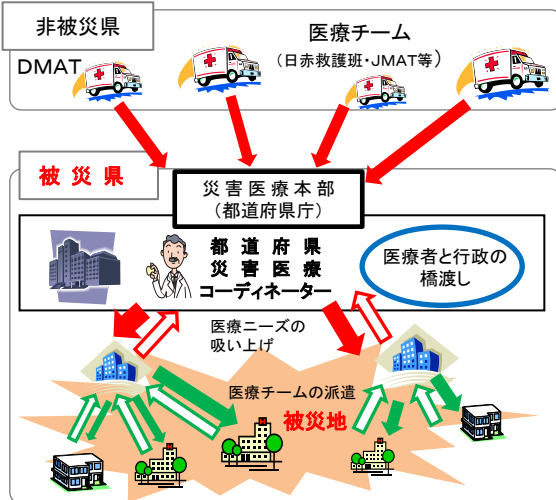 非被災県
DMAT
医療チーム
(日赤救護班・JMAT等)
被災県
災害医療本部
(都道府県庁)
都道府県
災害医療
コーディネーター
医療者と行政の
橋渡し
医療ニーズの
吸い上げ
医療チームの派遣
被災地